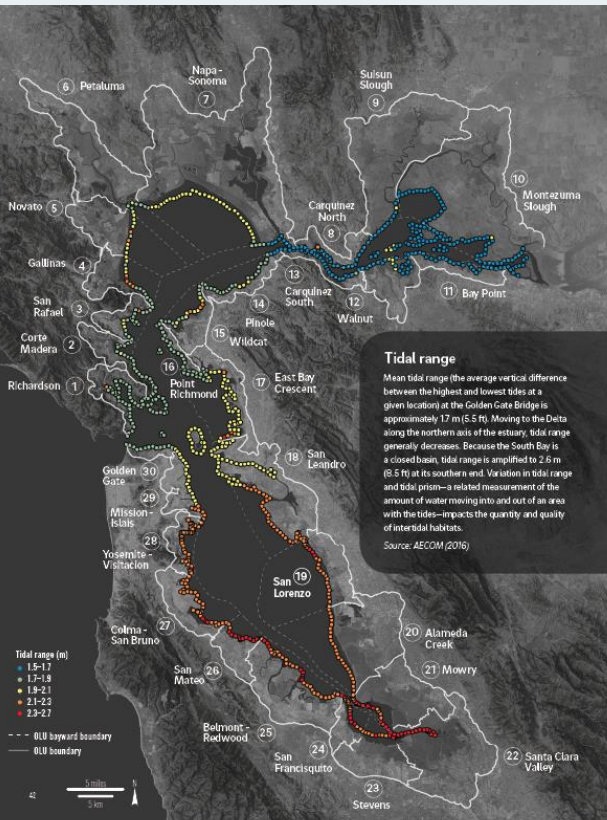 6 Petaluma
Napa-
Sonoma
7
Suisun
Slough
9
10
Montezuma
Slough
Novato 5
Carquinez
North
8
Gallinas
4
13
Carquinez
South
12
Walnut
11 Bay Point
San
Rafael
3
14
Pinole
Corte
Madera
2
15
Wildcat
16
Point
Richmond
Richardson 1
17 East Bay
Crescent
Tidal range
Mean tidal range (the average vertical difference
between the highest and lowest tides at a
given location) at the Golden Gate Bridge is
approximately 1.7 m (5.5 ft). Moving to the Delta
along the northern axis of the estuary, tidal range
generally decreases. Because the South Bay is
a closed basin, tidal range is amplified to 2.6 m
(8.5 ft) at its southern end. Variation in tidal range
and tidal prism—a related measurement of the
amount of water moving into and out of an area
with the tides—impacts the quantity and quality
of intertidal habitats.
Source: AECOM (2016)
18 San
Leandro
Golden
Gate
30
29
Mission-
Islais
28
Yosemite-
Visitacion
San 19
Lorenzo
27
Colma-
San Bruno
20 Alameda
Creek
21 Mowry
San
Mateo
26
Belmont-
Redwood
25
San
Francisquito
24
22 Santa Clara
Valley
23
Stevens
Tidal range (m)
1.5–1.7
1.7–1.9
1.9–2.1
2.1–2.3
2.3–2.7
OLU bayward boundary
OLU boundary
42
5 miles
5 km
N